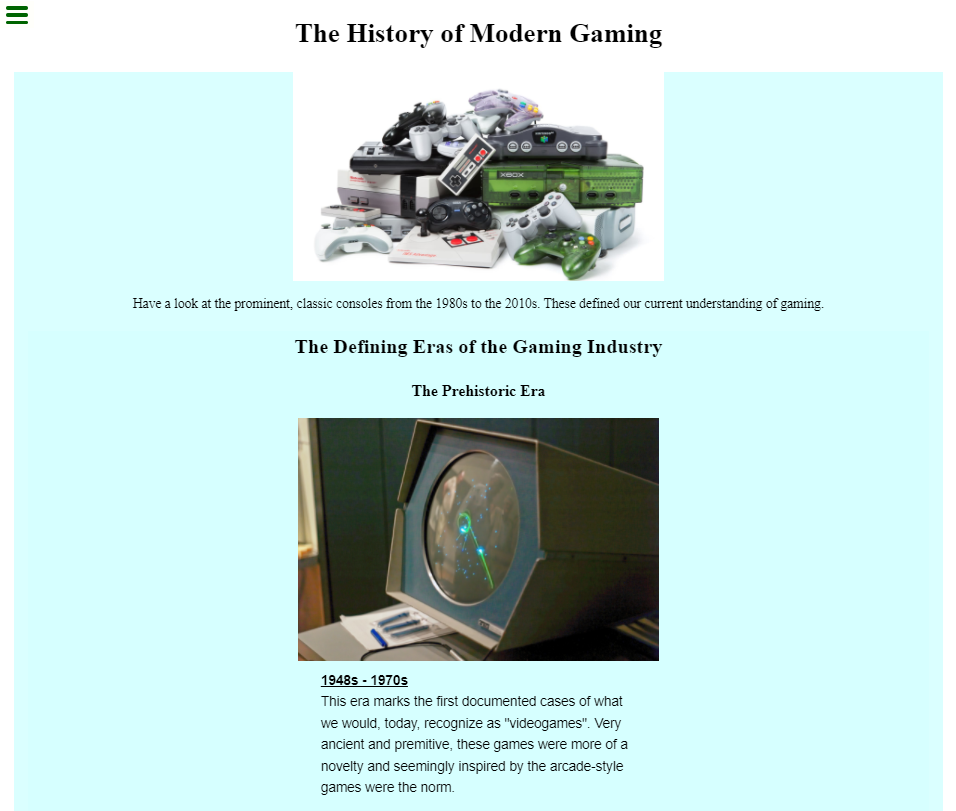 The History of Modern Gaming
XBOX
Have a look at the prominent, classic consoles from the 1980s to the 2010s. These defined our current understanding of gaming.
The Defining Eras of the Gaming Industry
The Prehistoric Era
1948s - 1970s
This era marks the first documented cases of what
we would, today, recognize as "videogames". Very
ancient and premitive, these games were more of a
novelty and seemingly inspired by the arcade-style
games were the norm.